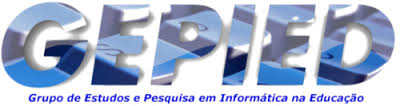 GEPIED
Grupo de Estudos e Pesquisa em Informática na Educação